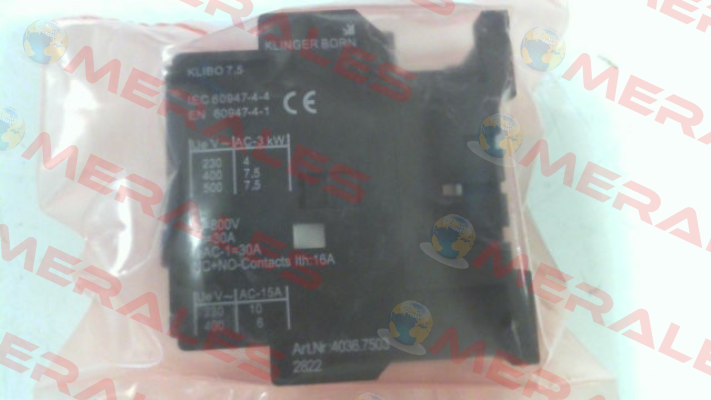 KLINGER BORN
KLIBO 7,5
IEC 60947-4-4
EN 60947-4-1
Ue V~ AC-3 kW
230 4
400 7,5
500 7,5
=30A
AC-1=30A
C+NO-Contacts Ith:16A
Ue V~ AC-15A
230 10
400 6
Art.Nr.:4036.7503
2822
MERALES
MERALES
MERALES
MERALES
MERALES